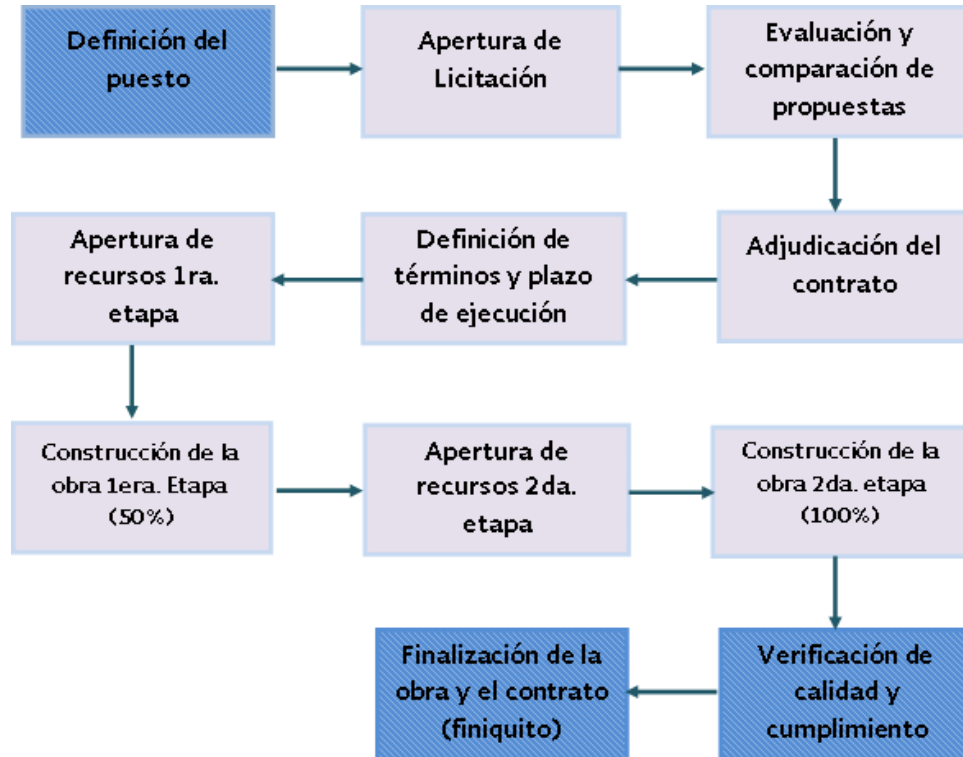 Definición del
puesto
Apertura de
Licitación
Evaluación y
comparación de
propuestas
Adjudicación del
contrato
Definición de
términos y plazo
de ejecución
Apertura de
recursos 1ra.
etapa
Construcción de la
obra 1era. Etapa
(50%)
Apertura de
recursos 2da.
etapa
Construcción de la
obra 2da. etapa
(100%)
Verificación de
calidad y
cumplimiento
Finalización de la
obra y el contrato
(finiquito)